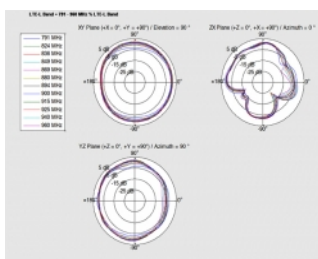 LTE L Band - 791 - 960 MHz % LTE L Band
791 MHz
824 MHz
836 MHz
849 MHz
880 MHz
894 MHz
900 MHz
915 MHz
925 MHz
940 MHz
960 MHz
XY Plane (+X = 0°, +Y = +90°) / Elevation = 90 °
90°
+180°
0°
-90°
5 dB
-5 dB
-15 dB
-25 dB
ZX Plane (+Z = 0°, +X = +90°) / Azimuth = 0 °
90°
+180°
0°
-90°
5 dB
-5 dB
-15 dB
-25 dB
YZ Plane (+Z = 0°, +Y = +90°) / Azimuth = 90 °
90°
+180°
0°
-90°
5 dB
-5 dB
-15 dB
-25 dB